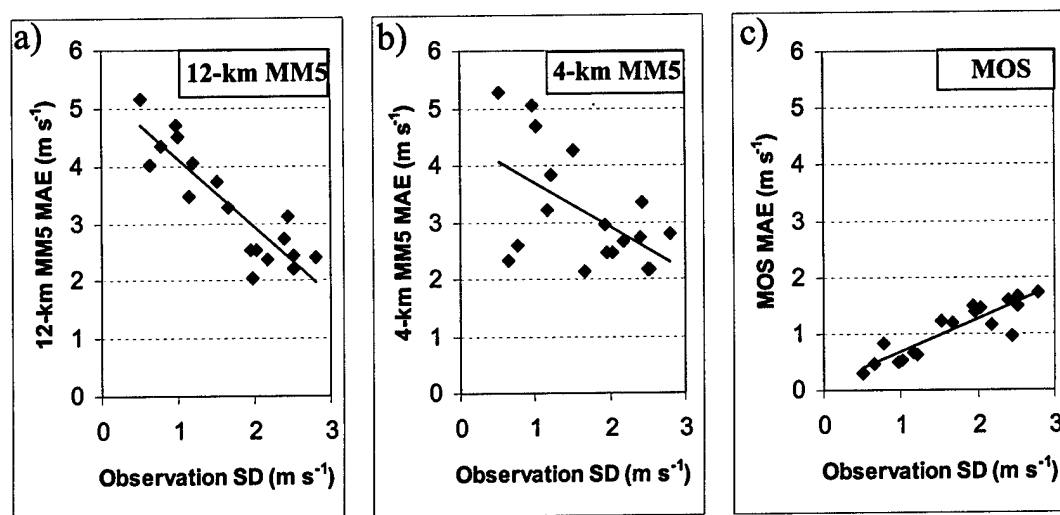 a)
12-km MM5
12-km MM5 MAE (m s⁻¹)
6
5
4
3
2
1
0
0 1 2 3
Observation SD (m s⁻¹)
b)
4-km MM5
4-km MM5 MAE (m s⁻¹)
6
5
4
3
2
1
0
0 1 2 3
Observation SD (m s⁻¹)
c)
MOS
MOS MAE (m s⁻¹)
6
5
4
3
2
1
0
0 1 2 3
Observation SD (m s⁻¹)